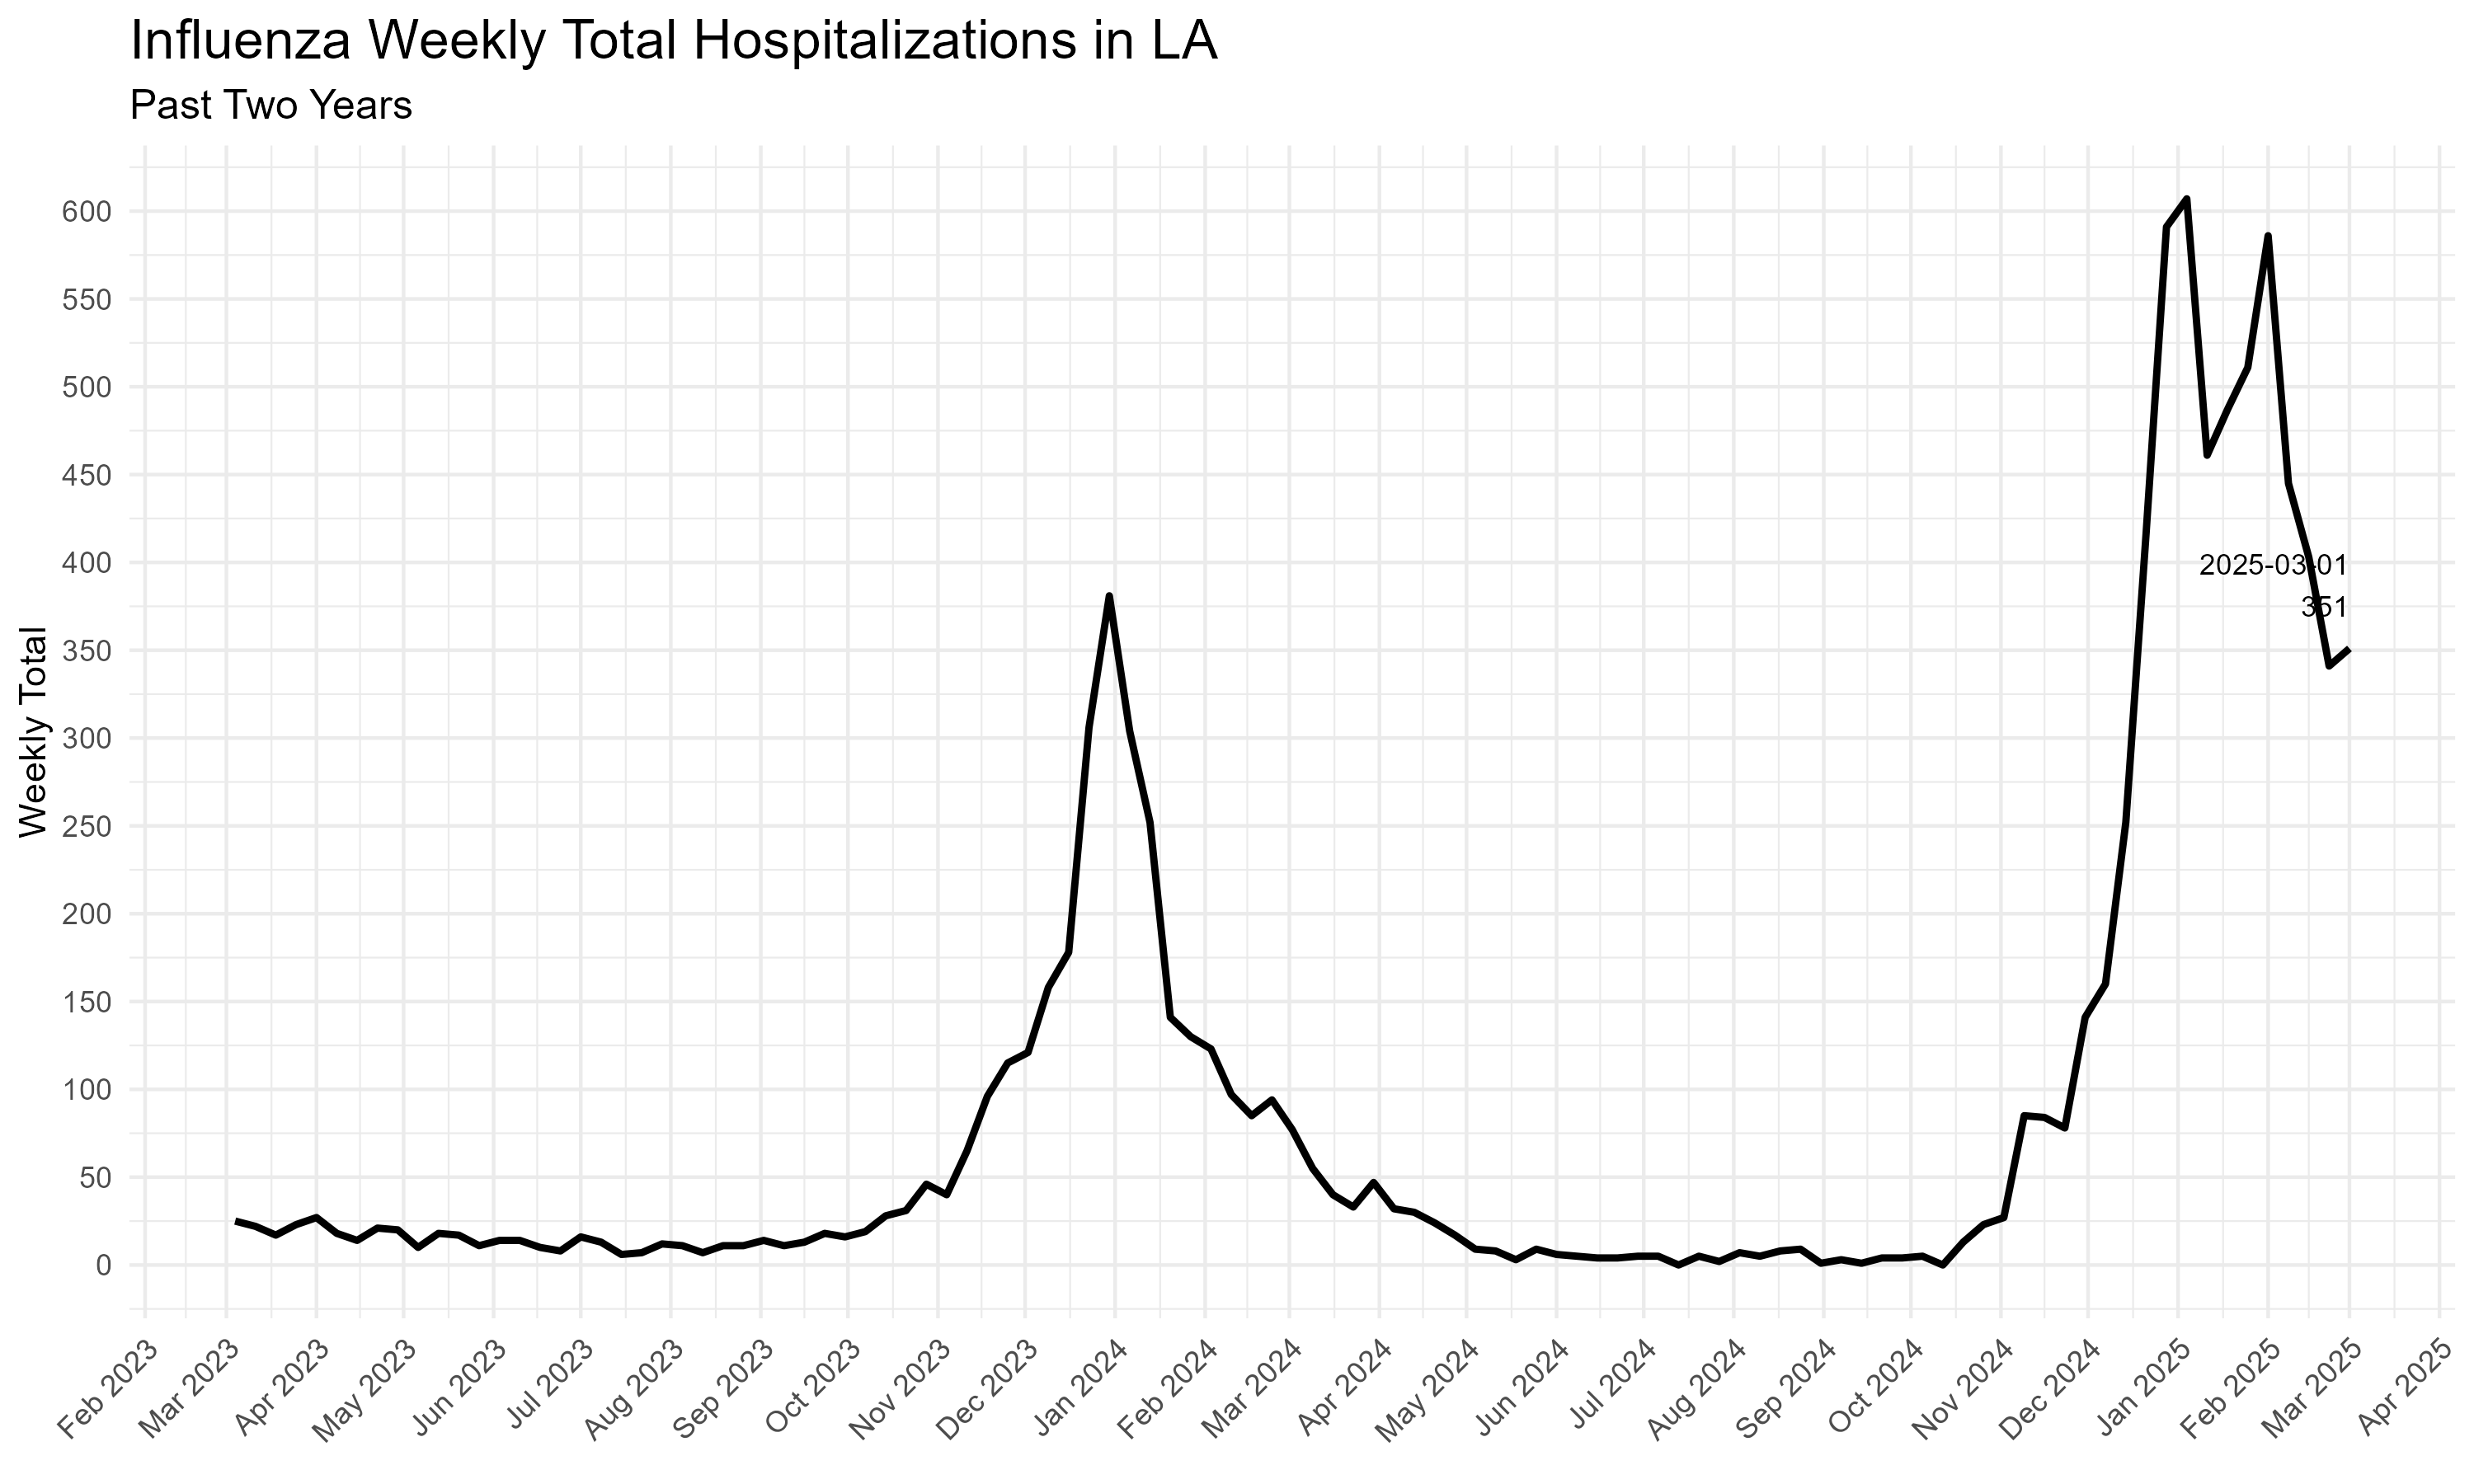 Influenza Weekly Total Hospitalizations in LA
Past Two Years
Weekly Total
600
550
500
450
400
350
300
250
200
150
100
50
0
2025-03-01
351
Feb 2023
Mar 2023
Apr 2023
May 2023
Jun 2023
Jul 2023
Aug 2023
Sep 2023
Oct 2023
Nov 2023
Dec 2023
Jan 2024
Feb 2024
Mar 2024
Apr 2024
May 2024
Jun 2024
Jul 2024
Aug 2024
Sep 2024
Oct 2024
Nov 2024
Dec 2024
Jan 2025
Feb 2025
Mar 2025
Apr 2025